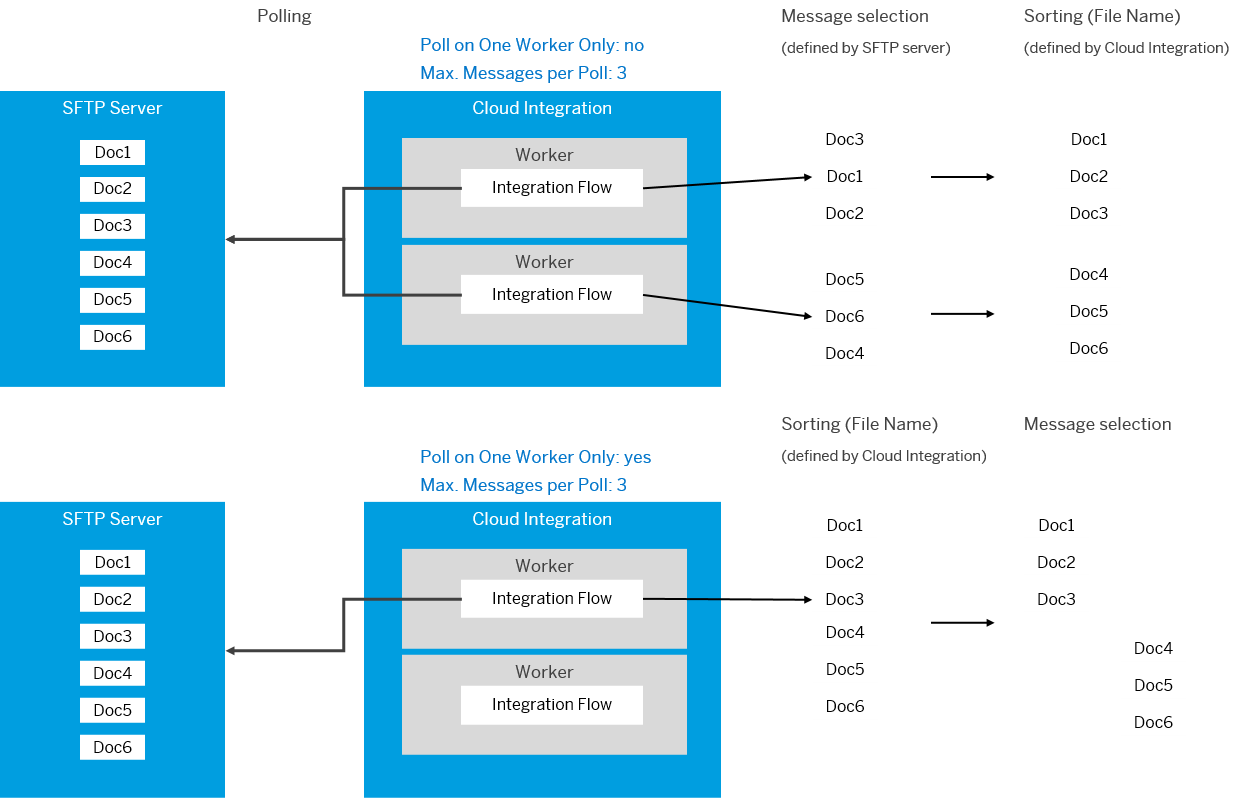 Polling
Message selection
Sorting (File Name)
(defined by SFTP server)
(defined by Cloud Integration)
Poll on One Worker Only: no
Max. Messages per Poll: 3
SFTP Server
Doc1
Doc2
Doc3
Doc4
Doc5
Doc6
Cloud Integration
Worker
Integration Flow
Worker
Integration Flow
Doc3
Doc1
Doc2
Doc5
Doc6
Doc4
Doc1
Doc2
Doc3
Doc4
Doc5
Doc6
Sorting (File Name)
Message selection
(defined by Cloud Integration)
Poll on One Worker Only: yes
Max. Messages per Poll: 3
SFTP Server
Doc1
Doc2
Doc3
Doc4
Doc5
Doc6
Cloud Integration
Worker
Integration Flow
Worker
Integration Flow
Doc1
Doc2
Doc3
Doc4
Doc5
Doc6
Doc1
Doc2
Doc3
Doc4
Doc5
Doc6